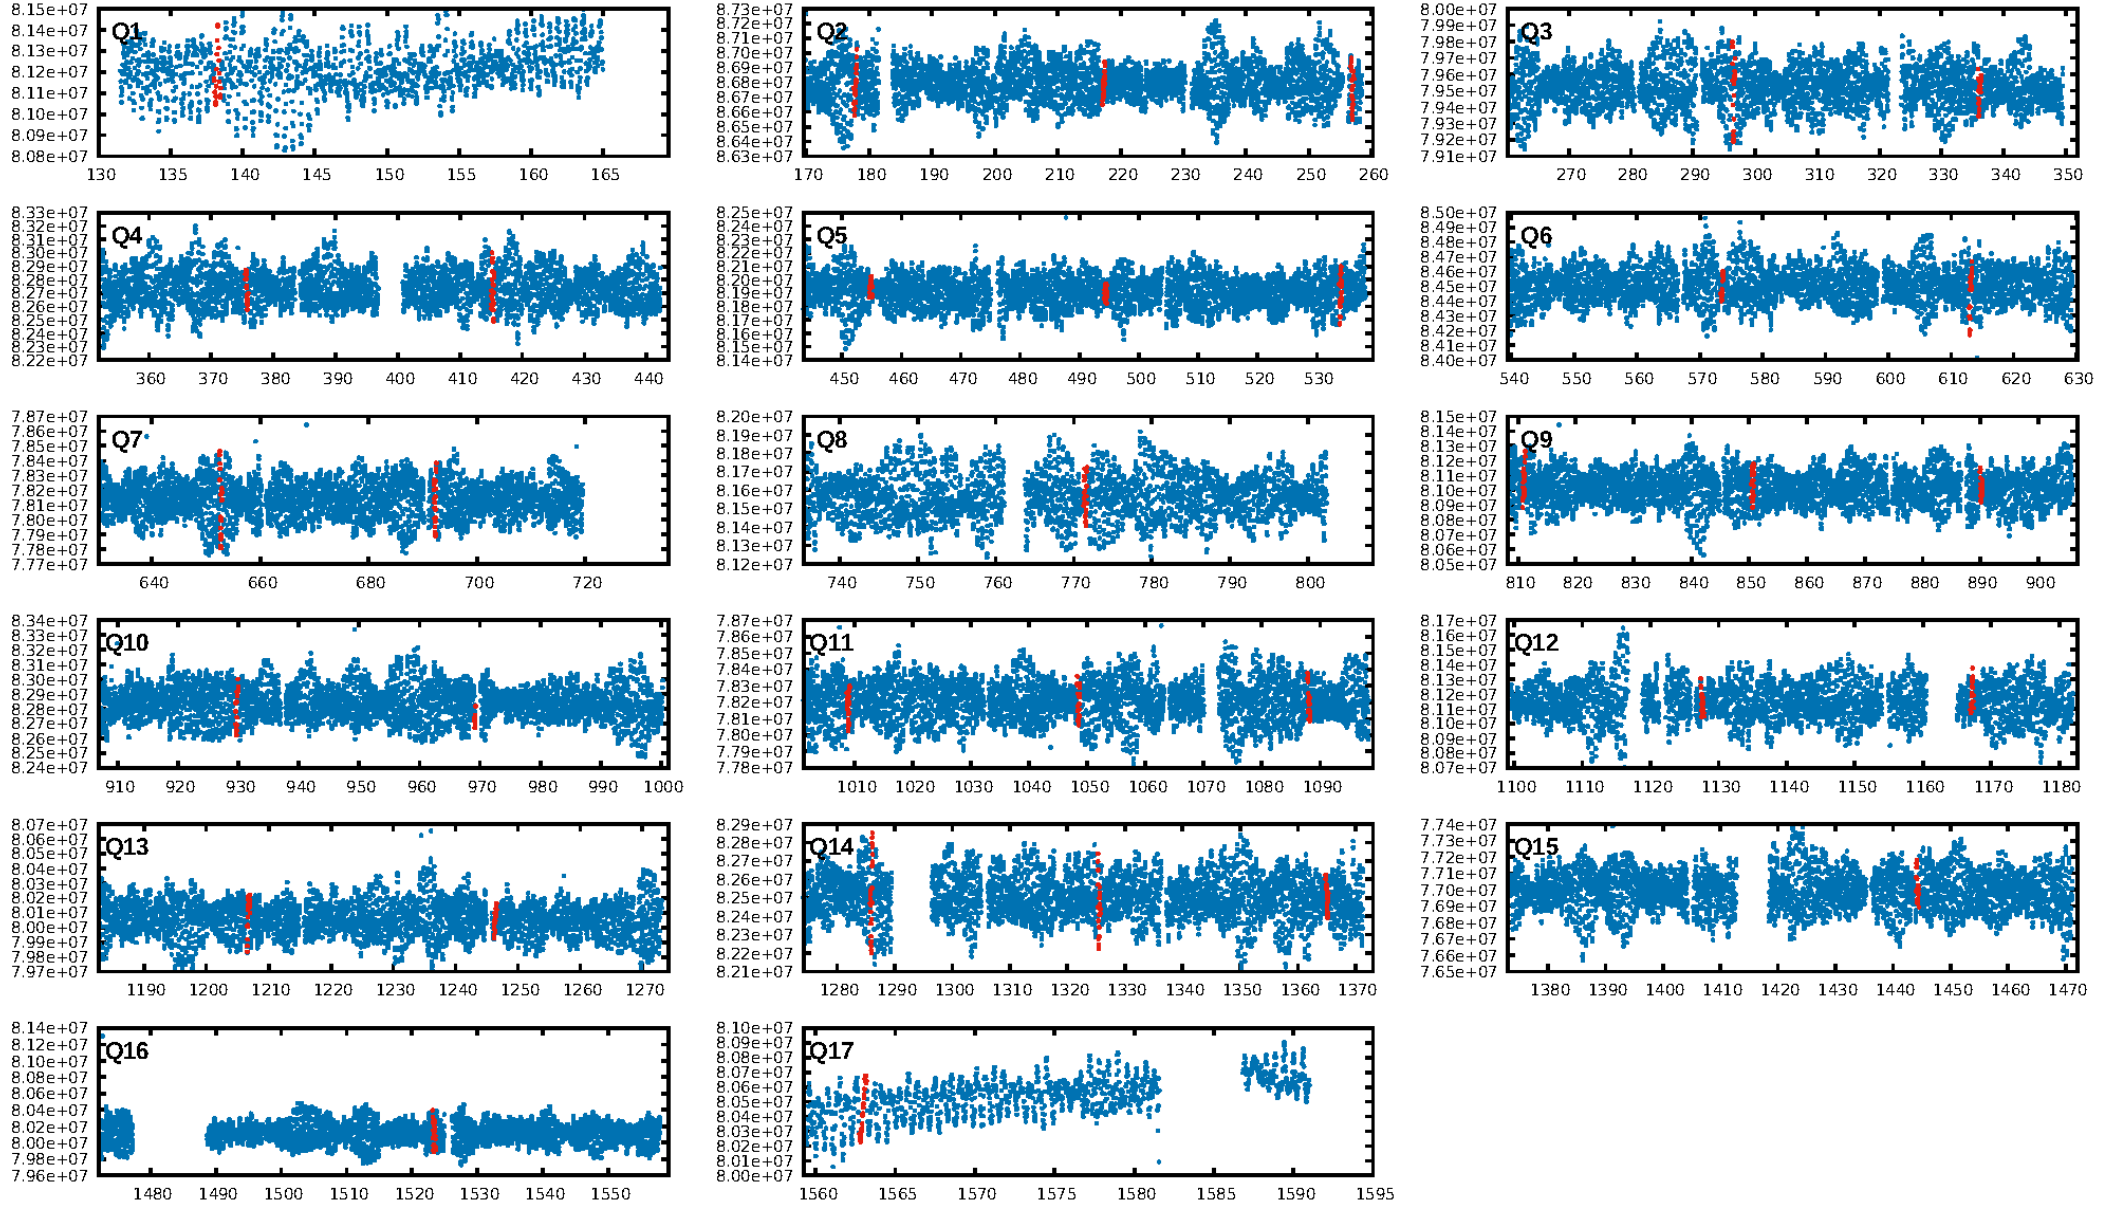 8.15e+07 8.14e+07 8.13e+07 8.12e+07 8.11e+07 8.10e+07 8.09e+07 8.08e+07
Q1
130 135 140 145 150 155 160 165
8.73e+07 8.72e+07 8.71e+07 8.70e+07 8.69e+07 8.68e+07 8.67e+07 8.66e+07 8.65e+07 8.64e+07 8.63e+07
Q2
170 180 190 200 210 220 230 240 250 260
8.00e+07 7.99e+07 7.98e+07 7.97e+07 7.96e+07 7.95e+07 7.94e+07 7.93e+07 7.92e+07 7.91e+07
Q3
270 280 290 300 310 320 330 340 350
8.33e+07 8.32e+07 8.31e+07 8.30e+07 8.29e+07 8.28e+07 8.27e+07 8.26e+07 8.25e+07 8.24e+07 8.23e+07 8.22e+07
Q4
360 370 380 390 400 410 420 430 440
8.25e+07 8.24e+07 8.23e+07 8.22e+07 8.21e+07 8.20e+07 8.19e+07 8.18e+07 8.17e+07 8.16e+07 8.15e+07 8.14e+07
Q5
450 460 470 480 490 500 510 520 530
8.50e+07 8.49e+07 8.48e+07 8.47e+07 8.46e+07 8.45e+07 8.44e+07 8.43e+07 8.42e+07 8.41e+07 8.40e+07
Q6
540 550 560 570 580 590 600 610 620 630
7.87e+07 7.86e+07 7.85e+07 7.84e+07 7.83e+07 7.82e+07 7.81e+07 7.80e+07 7.79e+07 7.78e+07 7.77e+07
Q7
640 660 680 700 720
8.20e+07 8.19e+07 8.18e+07 8.17e+07 8.16e+07 8.15e+07 8.14e+07 8.13e+07 8.12e+07
Q8
740 750 760 770 780 790 800
8.15e+07 8.14e+07 8.13e+07 8.12e+07 8.11e+07 8.10e+07 8.09e+07 8.08e+07 8.07e+07 8.06e+07 8.05e+07
Q9
810 820 830 840 850 860 870 880 890 900
8.34e+07 8.33e+07 8.32e+07 8.31e+07 8.30e+07 8.29e+07 8.28e+07 8.27e+07 8.26e+07 8.25e+07 8.24e+07
Q10
910 920 930 940 950 960 970 980 990 1000
7.87e+07 7.86e+07 7.85e+07 7.84e+07 7.83e+07 7.82e+07 7.81e+07 7.80e+07 7.79e+07 7.78e+07
Q11
1010 1020 1030 1040 1050 1060 1070 1080 1090
8.17e+07 8.16e+07 8.15e+07 8.14e+07 8.13e+07 8.12e+07 8.11e+07 8.10e+07 8.09e+07 8.08e+07 8.07e+07
Q12
1100 1110 1120 1130 1140 1150 1160 1170 1180
8.07e+07 8.06e+07 8.05e+07 8.04e+07 8.03e+07 8.02e+07 8.01e+07 8.00e+07 7.99e+07 7.98e+07 7.97e+07
Q13
1190 1200 1210 1220 1230 1240 1250 1260 1270
8.29e+07 8.28e+07 8.27e+07 8.26e+07 8.25e+07 8.24e+07 8.23e+07 8.22e+07 8.21e+07
Q14
1280 1290 1300 1310 1320 1330 1340 1350 1360 1370
7.74e+07 7.73e+07 7.72e+07 7.71e+07 7.70e+07 7.69e+07 7.68e+07 7.67e+07 7.66e+07 7.65e+07
Q15
1380 1390 1400 1410 1420 1430 1440 1450 1460 1470
8.14e+07 8.12e+07 8.10e+07 8.08e+07 8.06e+07 8.04e+07 8.02e+07 8.00e+07 7.98e+07 7.96e+07
Q16
1480 1490 1500 1510 1520 1530 1540 1550
8.10e+07 8.09e+07 8.08e+07 8.07e+07 8.06e+07 8.05e+07 8.04e+07 8.03e+07 8.02e+07 8.01e+07 8.00e+07
Q17
1560 1565 1570 1575 1580 1585 1590 1595